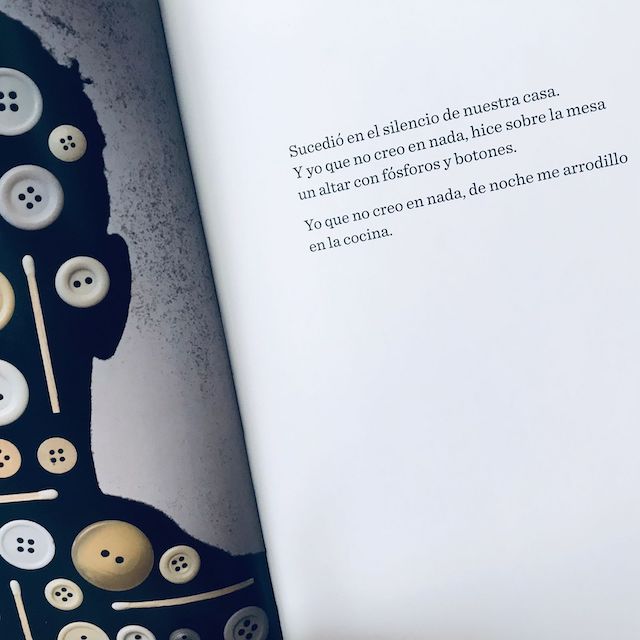 Sucedió en el silencio de nuestra casa.
Y yo que no creo en nada, hice sobre la mesa
un altar con fósforos y botones.
Yo que no creo en nada, de noche me arrodillo
en la cocina.